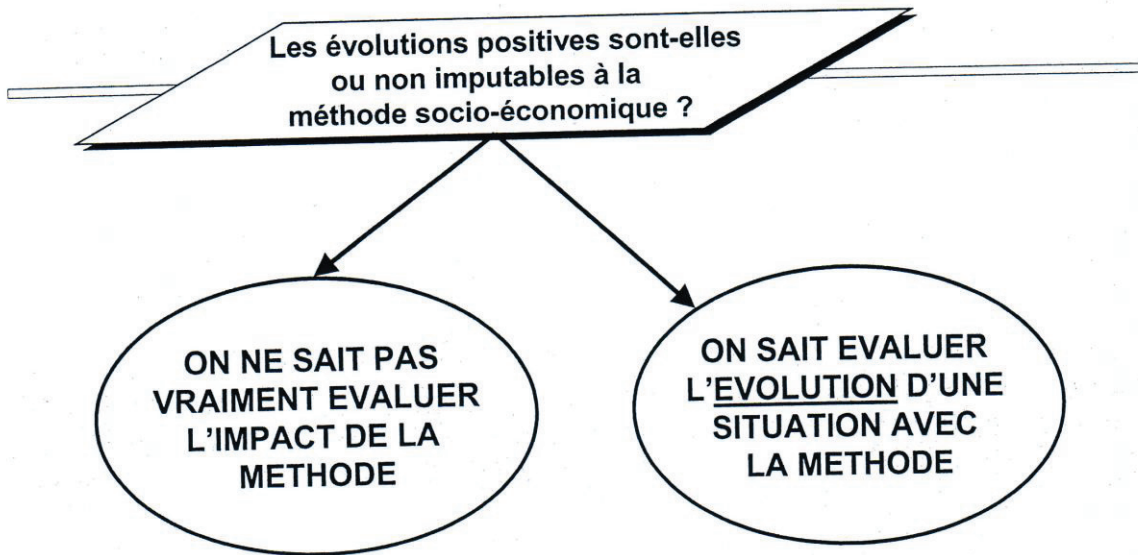 Les évolutions positives sont-elles
ou non imputables à la
méthode socio-économique ?
ON NE SAIT PAS
VRAIMENT EVALUER
L'IMPACT DE LA
METHODE
ON SAIT EVALUER
L'EVOLUTION D'UNE
SITUATION AVEC
LA METHODE